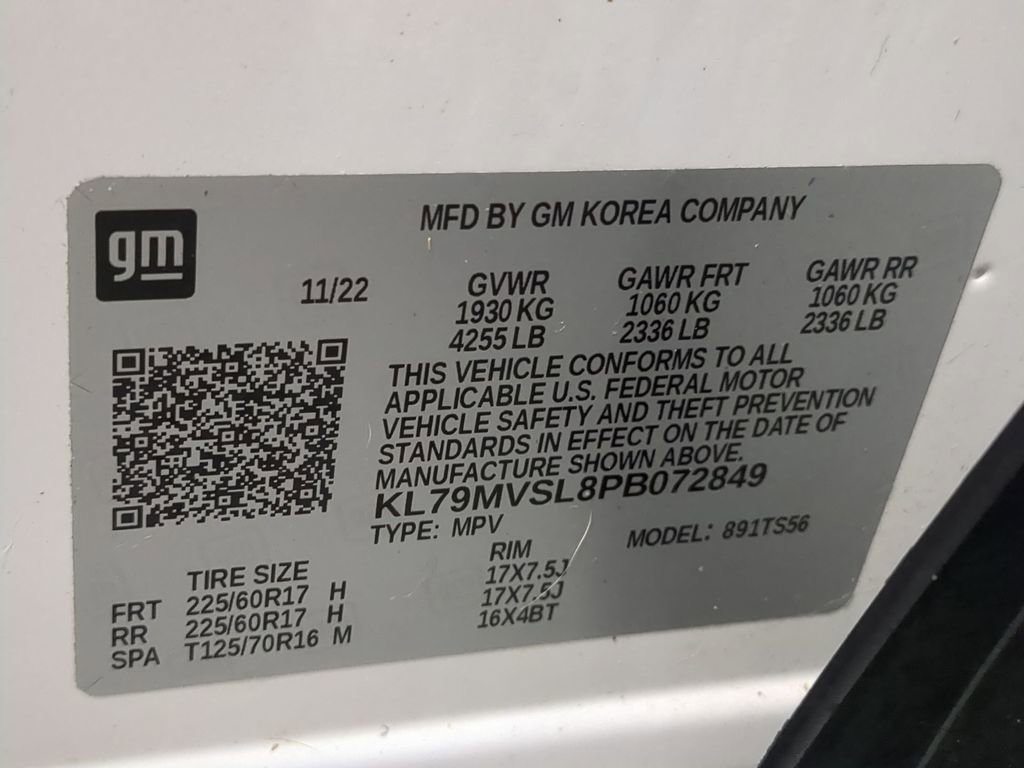 gm
MFD BY GM KOREA COMPANY
11/22
GVWR GAWR FRT GAWR RR
1930 KG 1060 KG 1060 KG
4255 LB 2336 LB 2336 LB
THIS VEHICLE CONFORMS TO ALL
APPLICABLE U.S. FEDERAL MOTOR
VEHICLE SAFETY AND THEFT PREVENTION
STANDARDS IN EFFECT ON THE DATE OF
MANUFACTURE SHOWN ABOVE.
KL79MVSL8PB072849
TYPE: MPV MODEL: 891TS56
TIRE SIZE RIM
FRT 225/60R17 H 17X7.5J
RR 225/60R17 H 17X7.5J
SPA T125/70R16 M 16X4BT